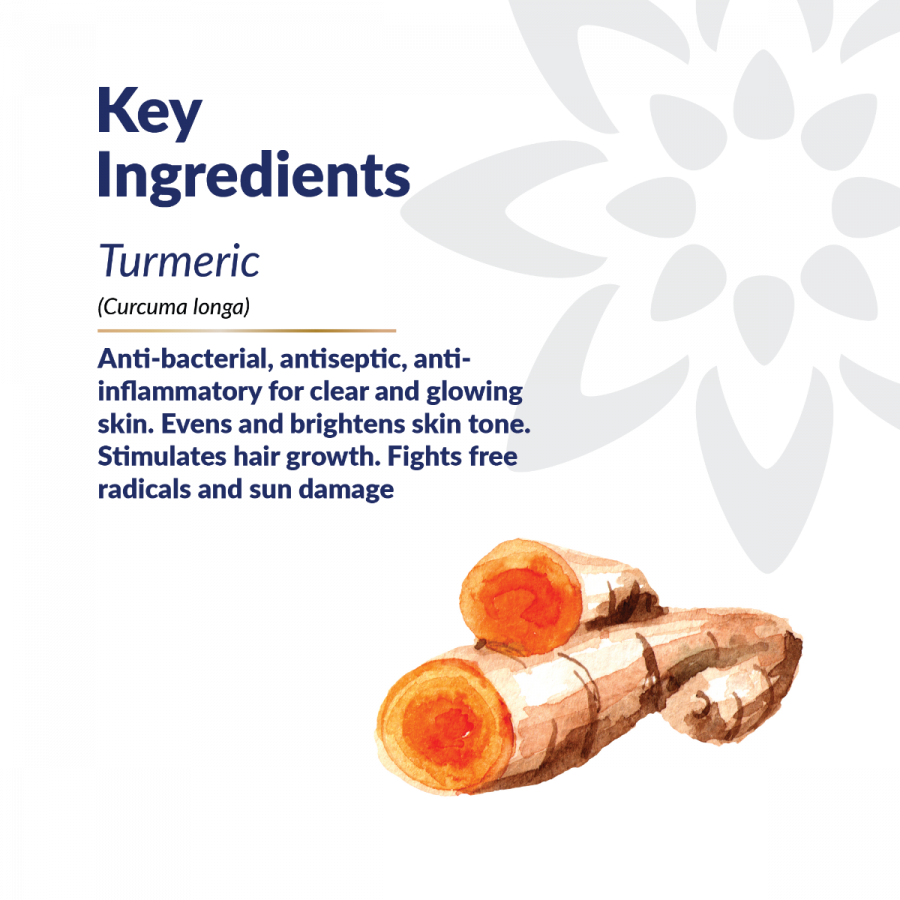 Key
Ingredients
Turmeric
(Curcuma longa)
Anti-bacterial, antiseptic, anti-
inflammatory for clear and glowing
skin. Evens and brightens skin tone.
Stimulates hair growth. Fights free
radicals and sun damage